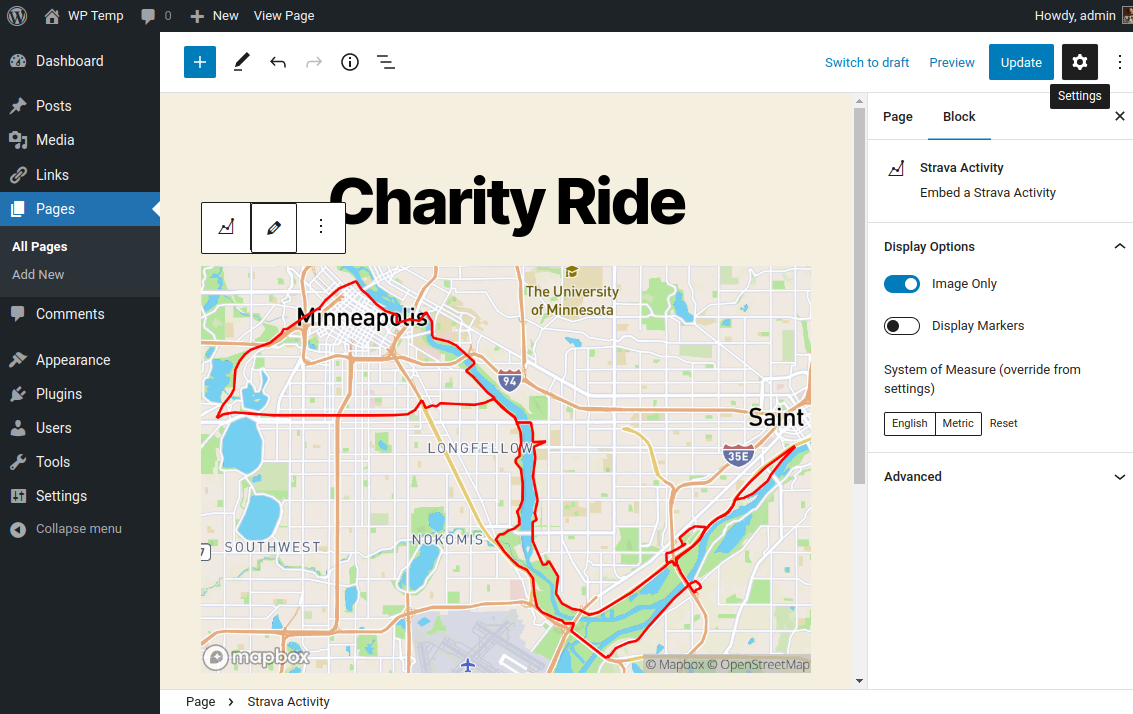 WP Temp
0
New
View Page
Howdy, admin
Dashboard
Posts
Media
Links
Pages
All Pages
Add New
Comments
Appearance
Plugins
Users
Tools
Settings
Collapse menu
Switch to draft
Preview
Update
Settings
Page
Block
Charity Ride
The University
of Minnesota
Minneapolis
94
Saint
LONGFELLOW
35E
NOKOMIS
SOUTHWEST
7
mapbox
© Mapbox © OpenStreetMap
Strava Activity
Embed a Strava Activity
Display Options
Image Only
Display Markers
System of Measure (override from
settings)
English
Metric
Reset
Advanced
Page
Strava Activity